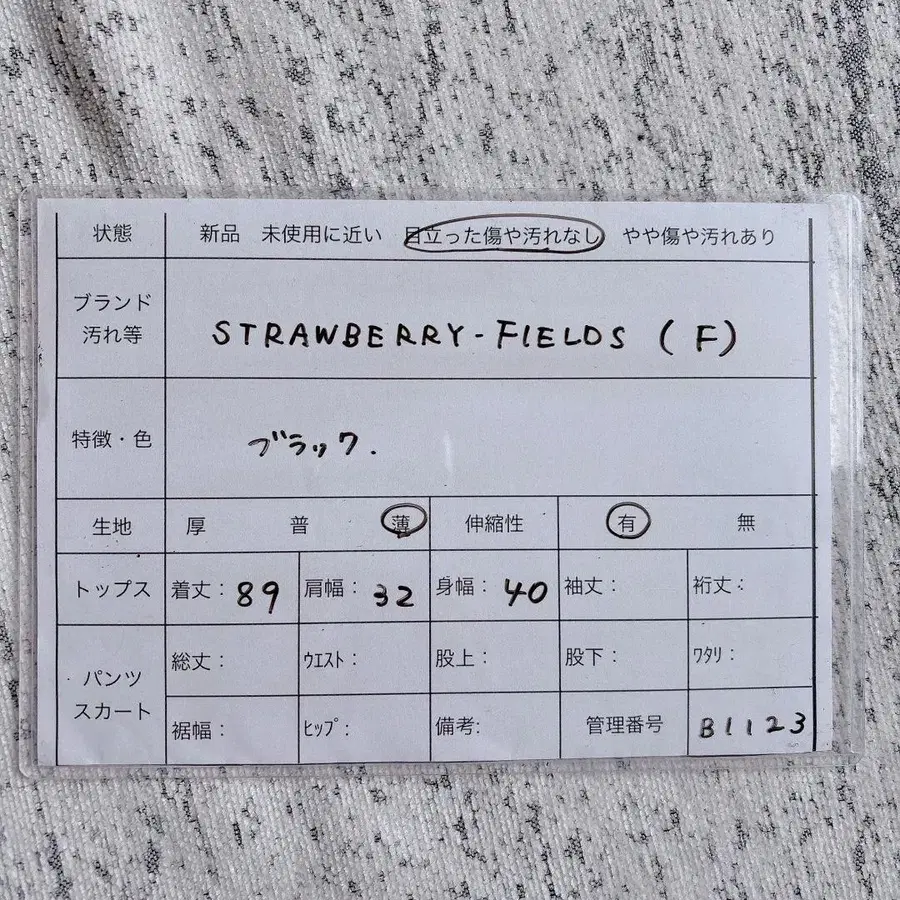 状態 新品 未使用に近い 目立った傷や汚れなし やや傷や汚れあり
ブランド
汚れ等
STRAWBERRY-FIELDS (F)
特徴・色 ブラック.
生地 厚 普 薄 伸縮性 有 無
トップス 着丈: 89 肩幅: 32 身幅: 40 袖丈: 裄丈:
パンツ
スカート
総丈: ウエスト: 股上: 股下: ワタリ:
裾幅: ヒップ: 備考: 管理番号 B1123